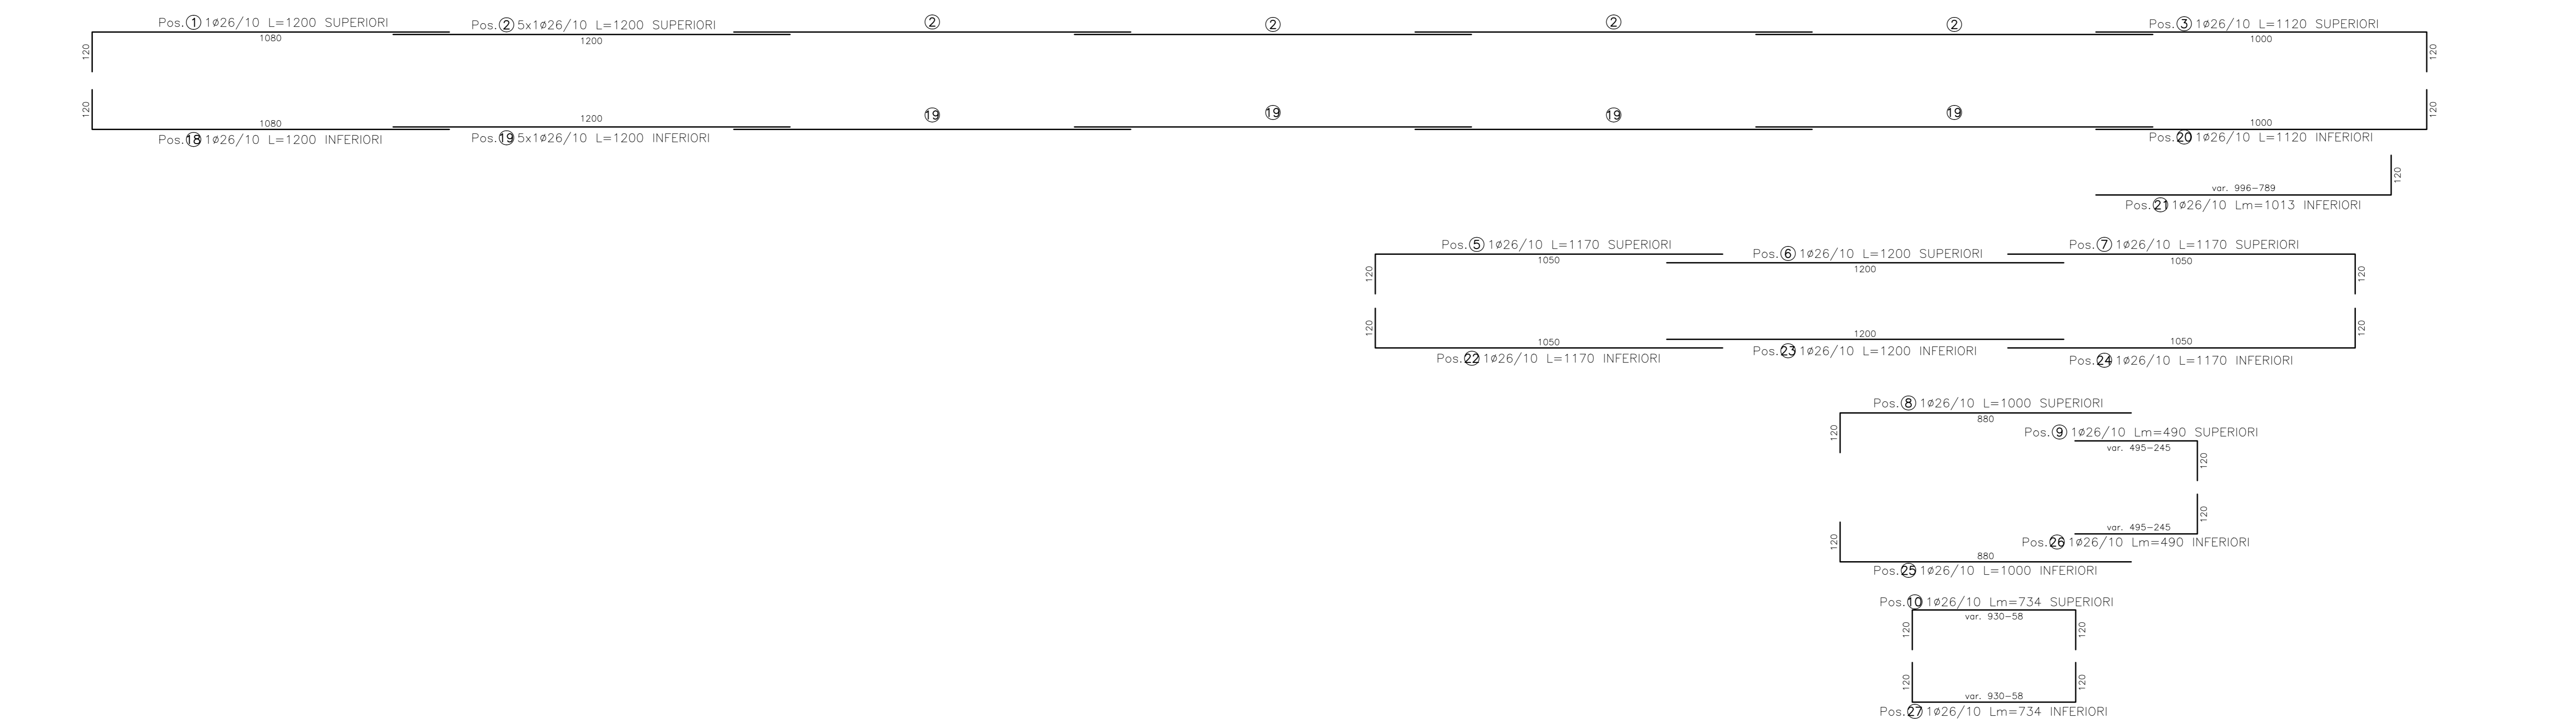 Pos. 1 1ø26/10 L=1200 SUPERIORI
1080
120
Pos. 2 5x1ø26/10 L=1200 SUPERIORI
1200
2
2
2
2
Pos. 3 1ø26/10 L=1120 SUPERIORI
1000
120
120
1080
Pos. 18 1ø26/10 L=1200 INFERIORI
1200
Pos. 19 5x1ø26/10 L=1200 INFERIORI
19
19
19
19
1000
120
Pos. 20 1ø26/10 L=1120 INFERIORI
var. 996-789
120
Pos. 21 1ø26/10 Lm=1013 INFERIORI
Pos. 5 1ø26/10 L=1170 SUPERIORI
1050
120
Pos. 6 1ø26/10 L=1200 SUPERIORI
1200
Pos. 7 1ø26/10 L=1170 SUPERIORI
1050
120
120
1050
Pos. 22 1ø26/10 L=1170 INFERIORI
1200
Pos. 23 1ø26/10 L=1200 INFERIORI
1050
120
Pos. 24 1ø26/10 L=1170 INFERIORI
Pos. 8 1ø26/10 L=1000 SUPERIORI
880
120
Pos. 9 1ø26/10 Lm=490 SUPERIORI
var. 495-245
120
120
var. 495-245
Pos. 26 1ø26/10 Lm=490 INFERIORI
120
880
Pos. 25 1ø26/10 L=1000 INFERIORI
Pos. 10 1ø26/10 Lm=734 SUPERIORI
var. 930-58
120
120
120
120
var. 930-58
Pos. 27 1ø26/10 Lm=734 INFERIORI